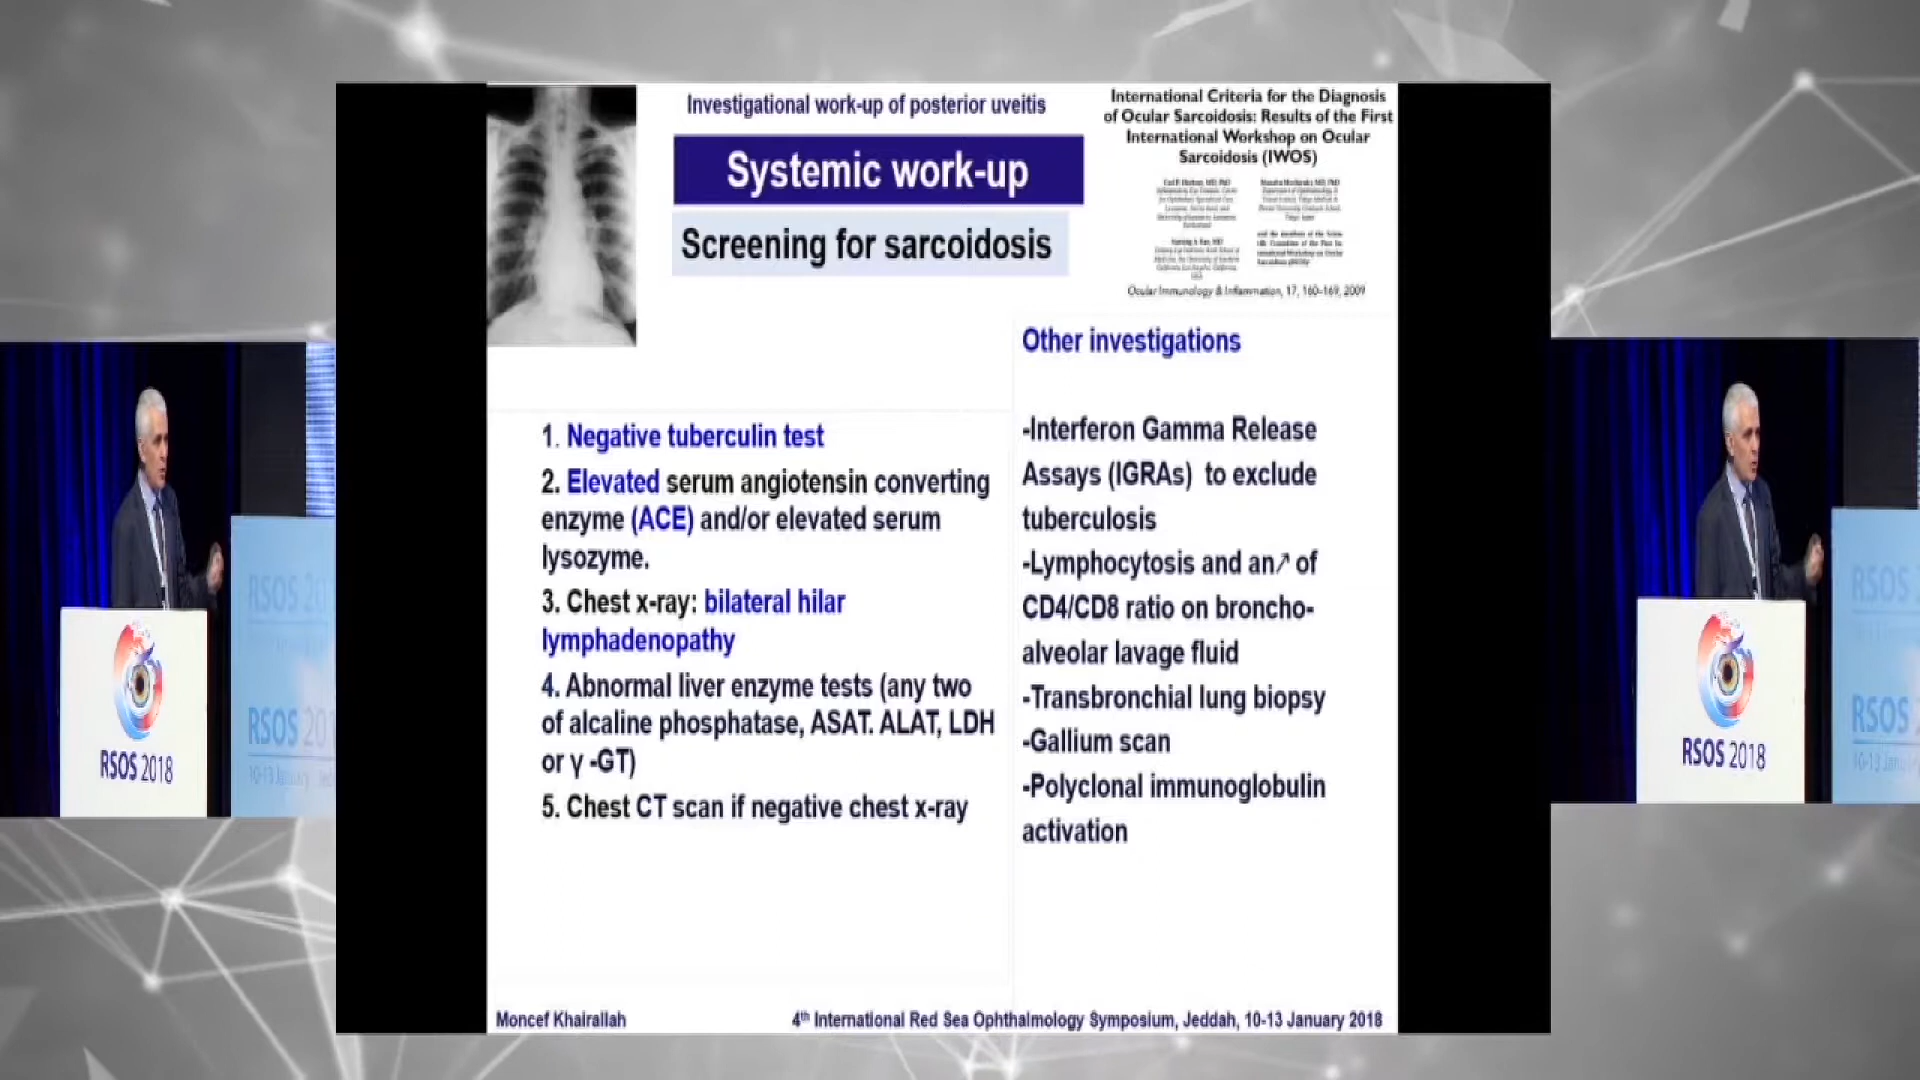 Investigational work-up of posterior uveitis
Systemic work-up
Screening for sarcoidosis
International Criteria for the Diagnosis
of Ocular Sarcoidosis: Results of the First
International Workshop on Ocular
Sarcoidosis (IWOS)
Ocular Immunology & Inflammation, 17, 160–169, 2009
1. Negative tuberculin test
2. Elevated serum angiotensin converting
enzyme (ACE) and/or elevated serum
lysozyme.
3. Chest x-ray: bilateral hilar
lymphadenopathy
4. Abnormal liver enzyme tests (any two
of alcaline phosphatase, ASAT. ALAT, LDH
or γ -GT)
5. Chest CT scan if negative chest x-ray
Other investigations
-Interferon Gamma Release
Assays (IGRAs) to exclude
tuberculosis
-Lymphocytosis and an↗ of
CD4/CD8 ratio on broncho-
alveolar lavage fluid
-Transbronchial lung biopsy
-Gallium scan
-Polyclonal immunoglobulin
activation
Moncef Khairallah
4th International Red Sea Ophthalmology Symposium, Jeddah, 10-13 January 2018
RSOS 2018
RSOS 201
10-13 January
RSOS 2018
RSOS